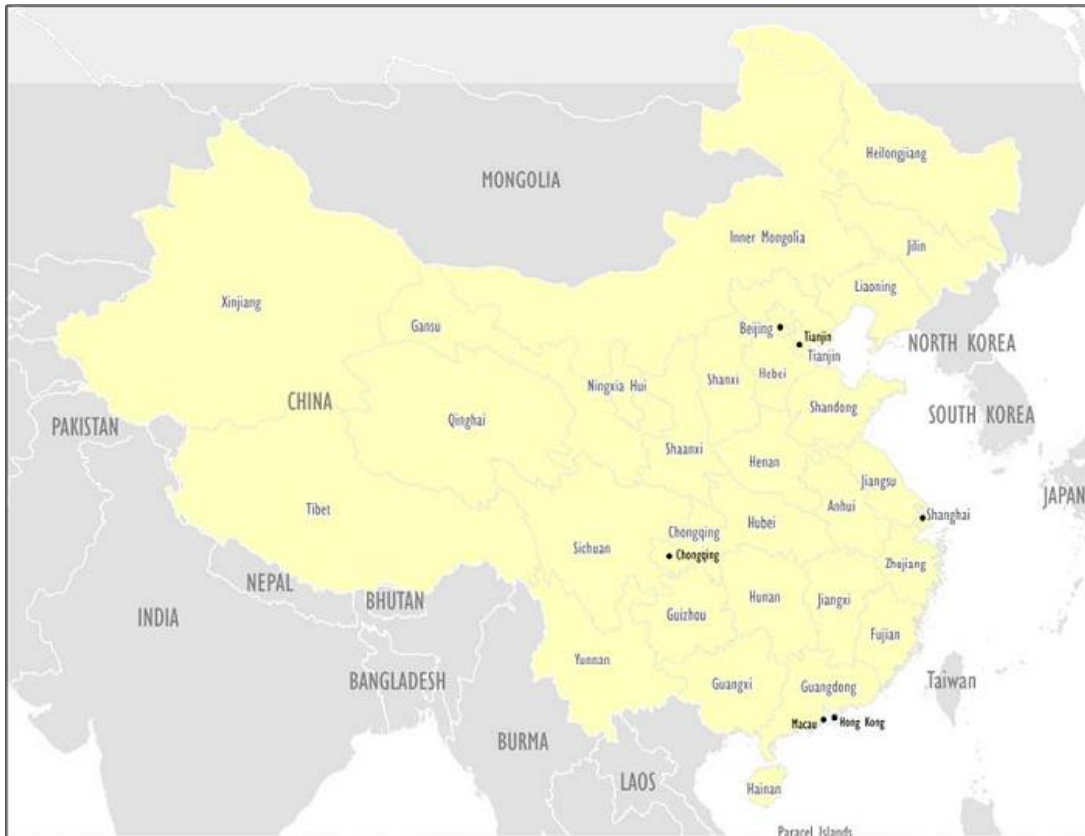 Heilongjiang
MONGOLIA
Inner Mongolia
Jilin
Liaoning
Xinjiang
Gansu
Beijing
Tianjin
Tianjin
NORTH KOREA
Ningxia Hui
Shanxi
Hebei
CHINA
Shandong
SOUTH KOREA
PAKISTAN
Qinghai
Shaanxi
Henan
Jiangsu
JAPAN
Tibet
Anhui
Shanghai
Chongqing
Hubei
Sichuan
Chongqing
Zhejiang
NEPAL
BHUTAN
Hunan
Jiangxi
INDIA
Guizhou
Fujian
Yunnan
BANGLADESH
Guangxi
Guangdong
Taiwan
Macau
Hong Kong
BURMA
LAOS
Hainan
Paracel Islands